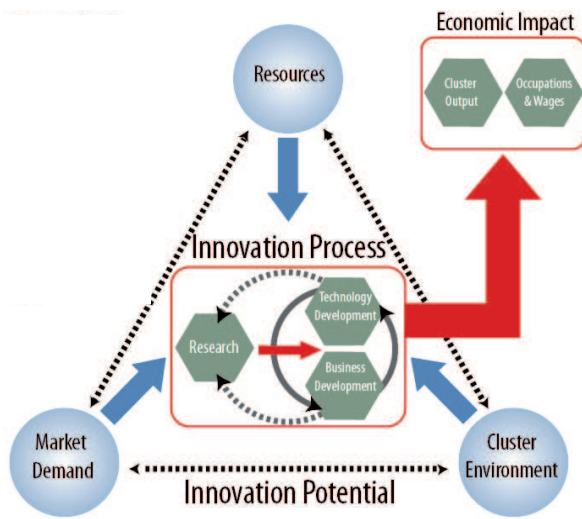 Economic Impact
Resources
Cluster
Output
Occupations
& Wages
Innovation Process
Technology
Development
Research
Business
Development
Market
Demand
Cluster
Environment
Innovation Potential